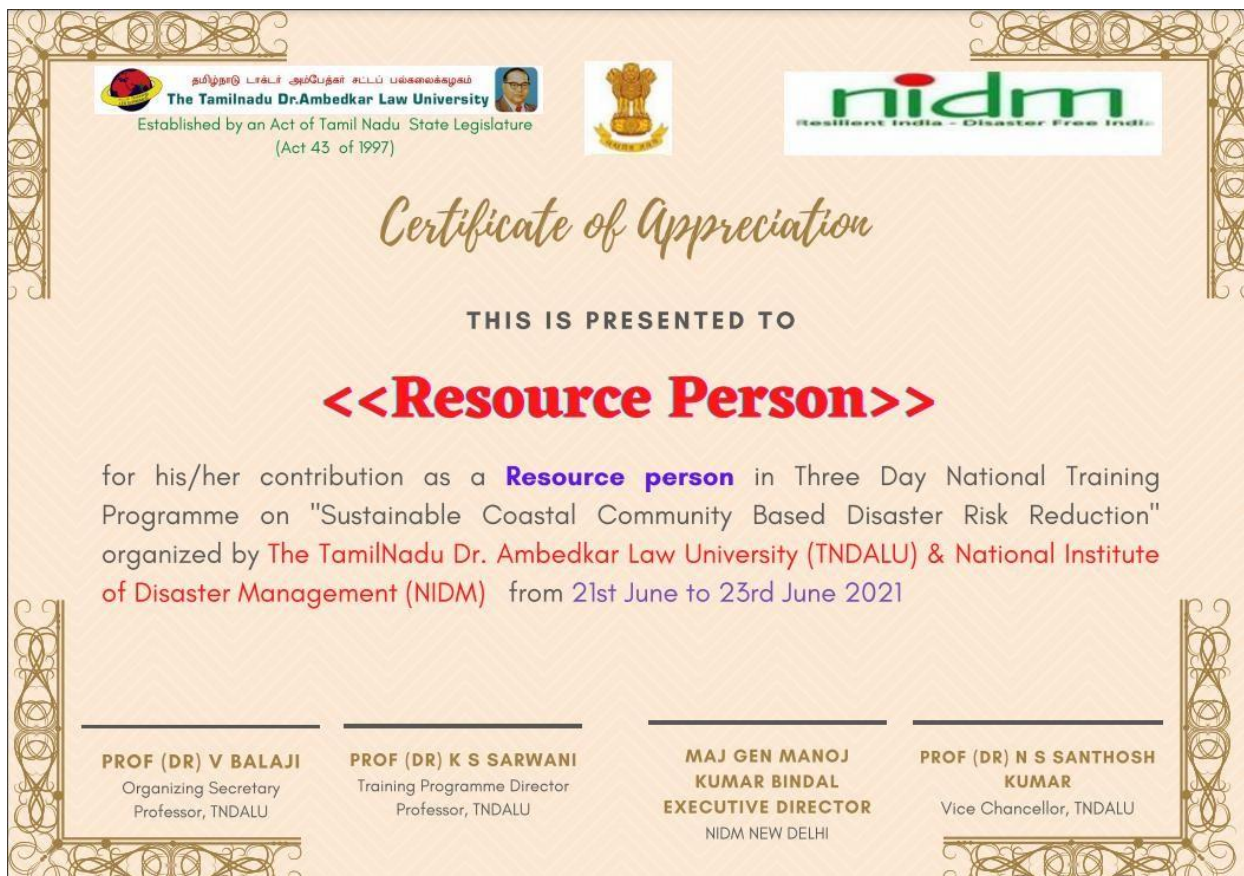 தமிழ்நாடு டாக்டர் அம்பேத்கர் சட்டப் பல்கலைக்கழகம்
The Tamilnadu Dr.Ambedkar Law University
Established by an Act of Tamil Nadu State Legislature
(Act 43 of 1997)
nidm
Resilient India - Disaster Free India
Certificate of Appreciation
THIS IS PRESENTED TO
<<Resource Person>>
for his/her contribution as a Resource person in Three Day National Training
Programme on "Sustainable Coastal Community Based Disaster Risk Reduction"
organized by The TamilNadu Dr. Ambedkar Law University (TNDALU) & National Institute
of Disaster Management (NIDM) from 21st June to 23rd June 2021
PROF (DR) V BALAJI
Organizing Secretary
Professor, TNDALU
PROF (DR) K S SARWANI
Training Programme Director
Professor, TNDALU
MAJ GEN MANOJ
KUMAR BINDAL
EXECUTIVE DIRECTOR
NIDM NEW DELHI
PROF (DR) N S SANTHOSH
KUMAR
Vice Chancellor, TNDALU